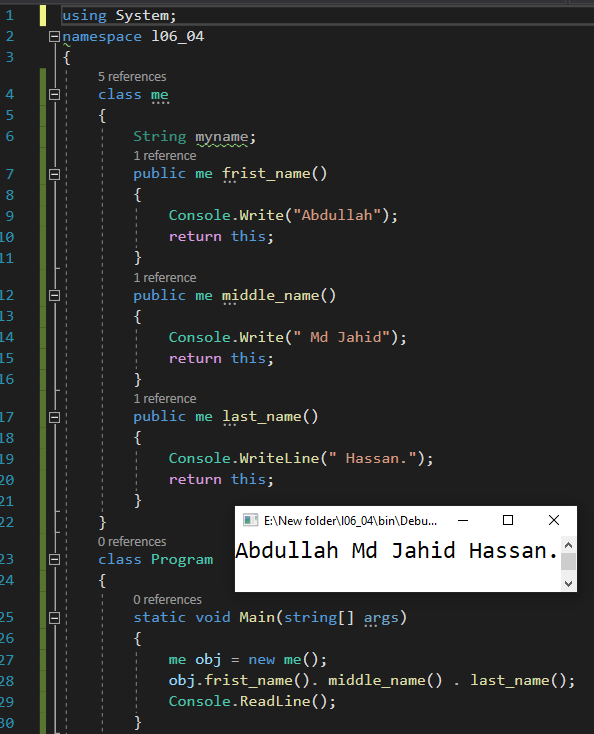 1 using System;
2 namespace l06_04
3 {
5 references
4 class me
5 {
6 String myname;
1 reference
7 public me frist_name()
8 {
9 Console.Write("Abdullah");
10 return this;
11 }
1 reference
12 public me middle_name()
13 {
14 Console.Write(" Md Jahid");
15 return this;
16 }
1 reference
17 public me last_name()
18 {
19 Console.WriteLine(" Hassan.");
20 return this;
21 }
22 }
E:\New folder\l06_04\bin\Debu...
Abdullah Md Jahid Hassan.
0 references
23 class Program
24 {
0 references
25 static void Main(string[] args)
26 {
27 me obj = new me();
28 obj.frist_name(). middle_name() . last_name();
29 Console.ReadLine();
30 }